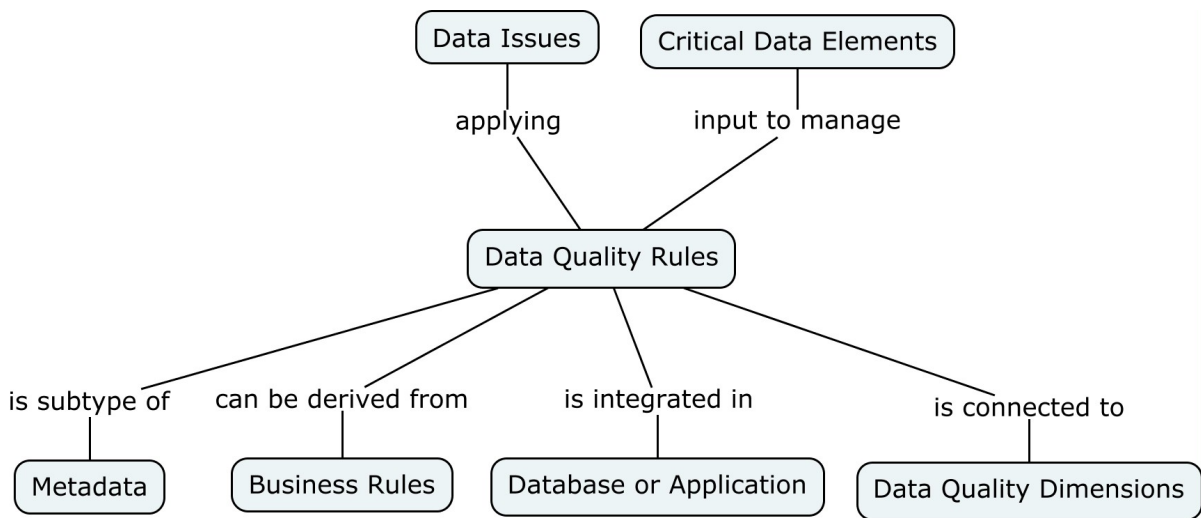 Data Issues
Critical Data Elements
applying
input to manage
Data Quality Rules
is subtype of
can be derived from
is integrated in
is connected to
Metadata
Business Rules
Database or Application
Data Quality Dimensions